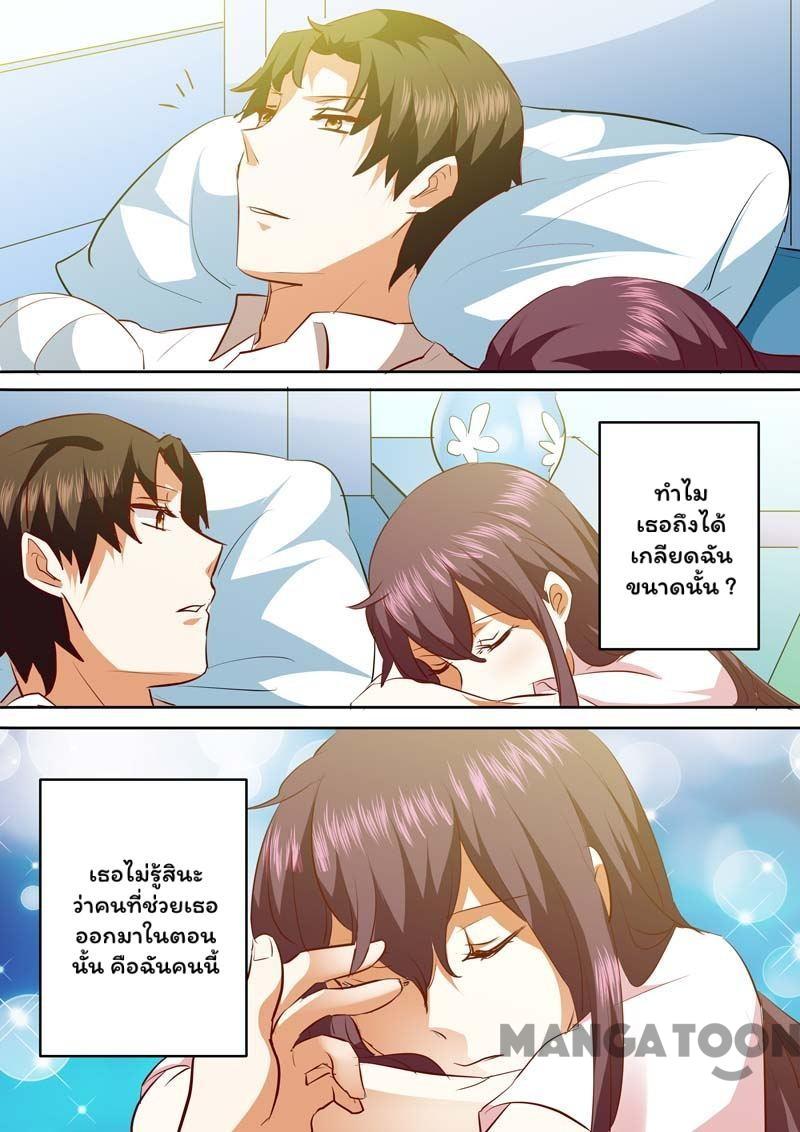 ทำไม
เธอถึงได้
เกลียดฉัน
ขนาดนั้น ?
เธอไม่รู้สินะ
ว่าคนที่ช่วยเธอ
ออกมาในตอน
นั้น คือฉันคนนี้
MANGATOON